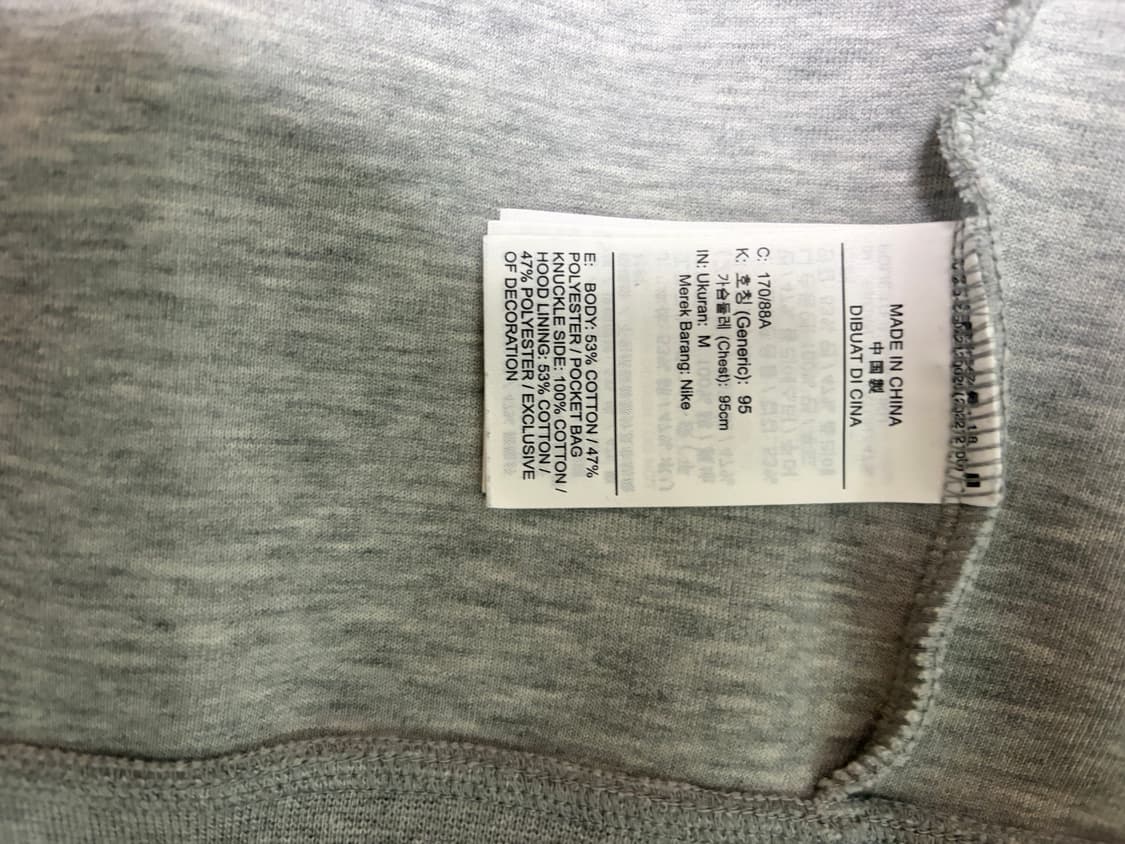 MADE IN CHINA
中国製
DIBUAT DI CINA
C: 170/88A
K: 호칭 (Generic): 95
가슴둘레 (Chest): 95cm
IN: Ukuran: M
Merek Barang: Nike
E: BODY: 53% COTTON / 47%
POLYESTER / POCKET BAG
KNUCKLE SIDE: 100% COTTON /
HOOD LINING: 53% COTTON /
47% POLYESTER / EXCLUSIVE
OF DECORATION